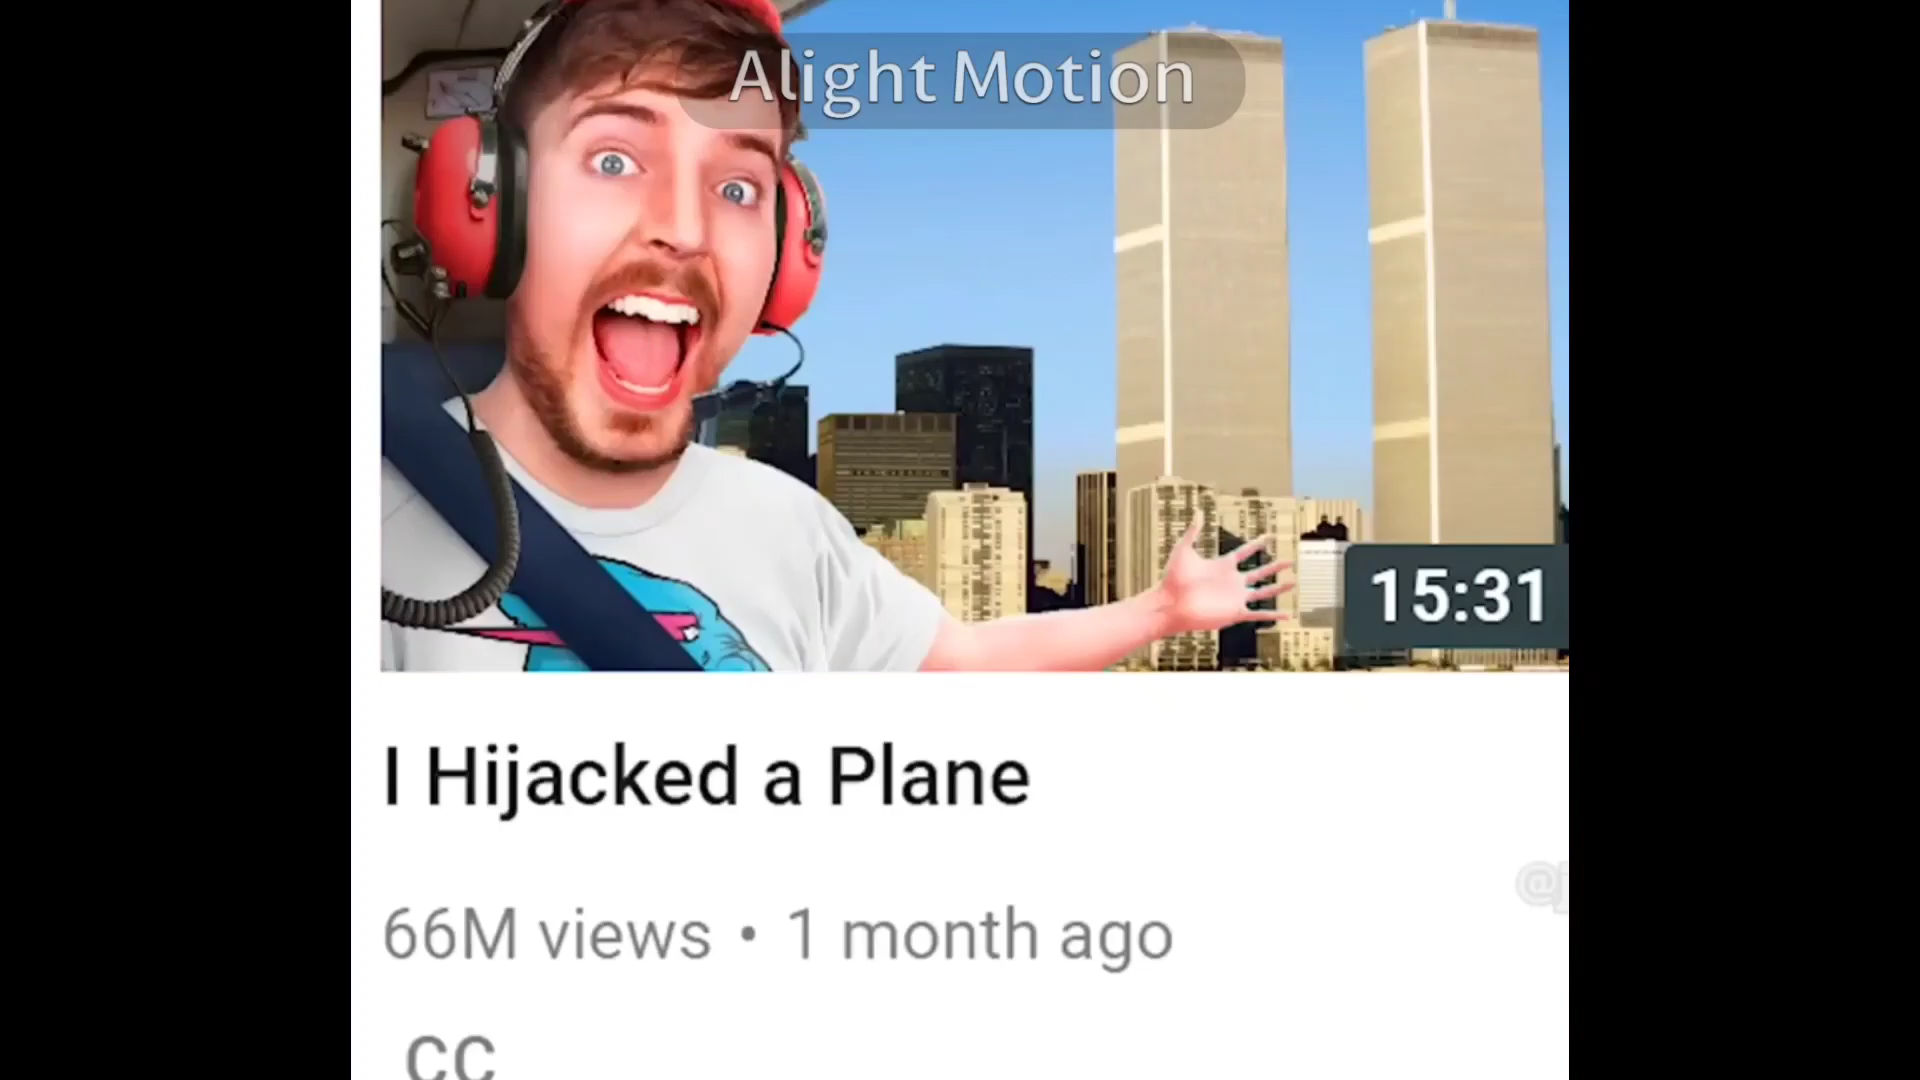 Alight Motion
15:31
I Hijacked a Plane
66M views • 1 month ago
CC